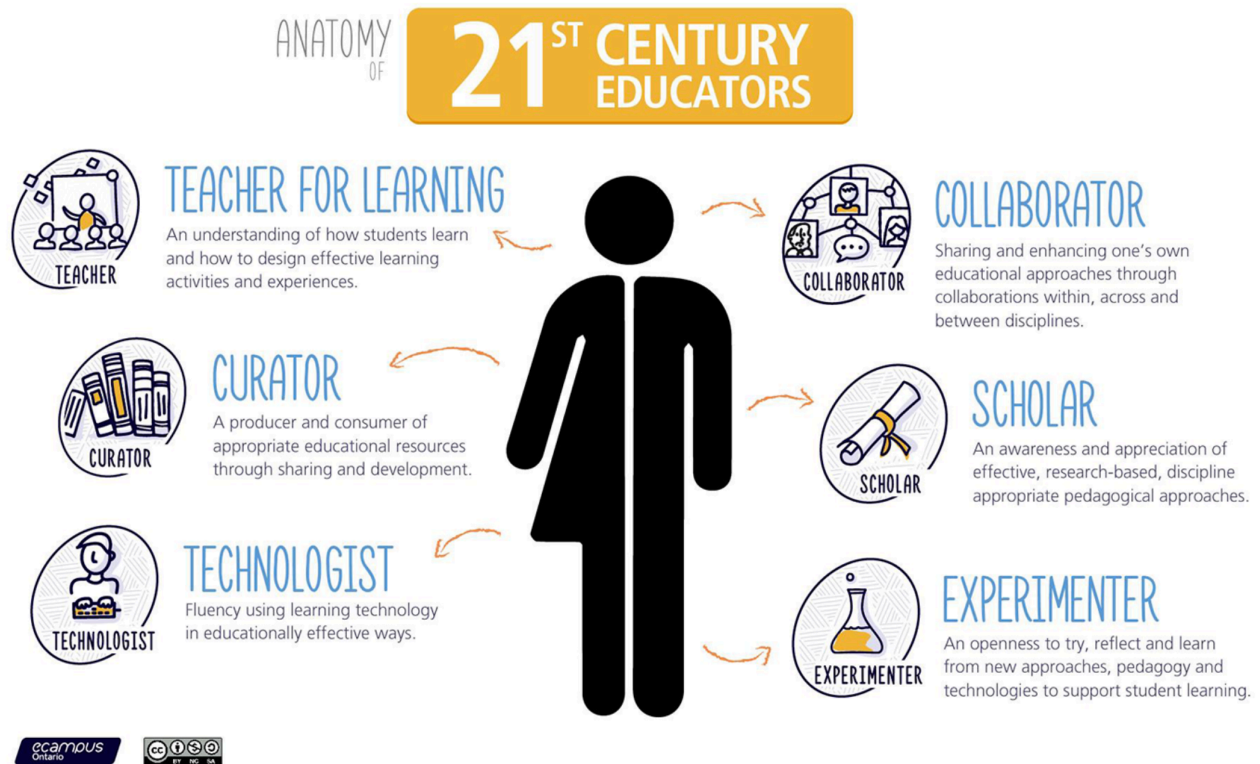 ANATOMY
OF
21ST CENTURY
EDUCATORS
TEACHER
TEACHER FOR LEARNING
An understanding of how students learn
and how to design effective learning
activities and experiences.
CURATOR
CURATOR
A producer and consumer of
appropriate educational resources
through sharing and development.
TECHNOLOGIST
TECHNOLOGIST
Fluency using learning technology
in educationally effective ways.
COLLABORATOR
COLLABORATOR
Sharing and enhancing one's own
educational approaches through
collaborations within, across and
between disciplines.
SCHOLAR
SCHOLAR
An awareness and appreciation of
effective, research-based, discipline
appropriate pedagogical approaches.
EXPERIMENTER
EXPERIMENTER
An openness to try, reflect and learn
from new approaches, pedagogy and
technologies to support student learning.
ecampus
Ontario
cc
BY NC SA